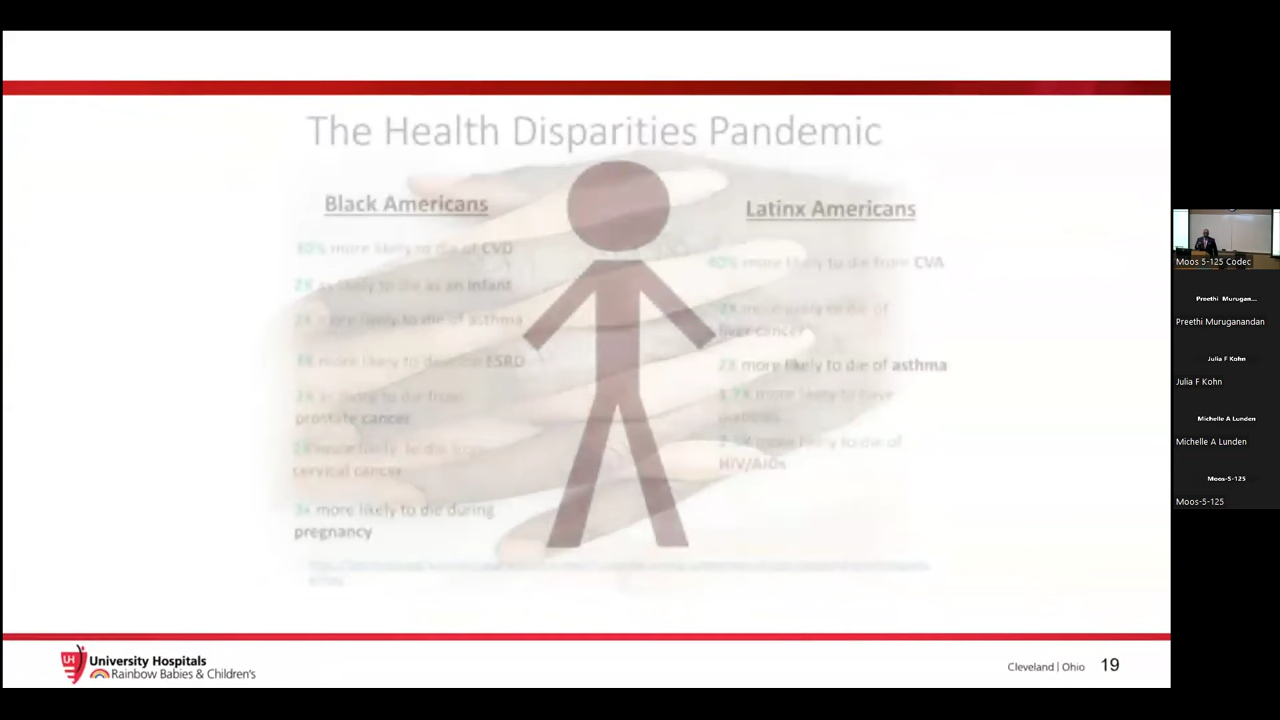 The Health Disparities Pandemic
Black Americans
30% more likely to die of CVD
2X as likely to die as an infant
2X more likely to die of asthma
more likely to ESRD
2X as likely to die from
prostate cancer
more likely to die from
cervical cancer
3x more likely to die during
pregnancy
Latinx Americans
more likely to die from CVA
2X more likely to die of
liver cancer
2X more likely to die of asthma
1.7X more likely to have
more likely to die of
HIV/AIDs
UH
University Hospitals
Rainbow Babies & Children's
Cleveland | Ohio
19
Moos 5-125 Codec
Preethi Murugan...
Preethi Muruganandan
Julia F Kohn
Julia F Kohn
Michelle A Lunden
Michelle A Lunden
Moos-5-125
Moos-5-125